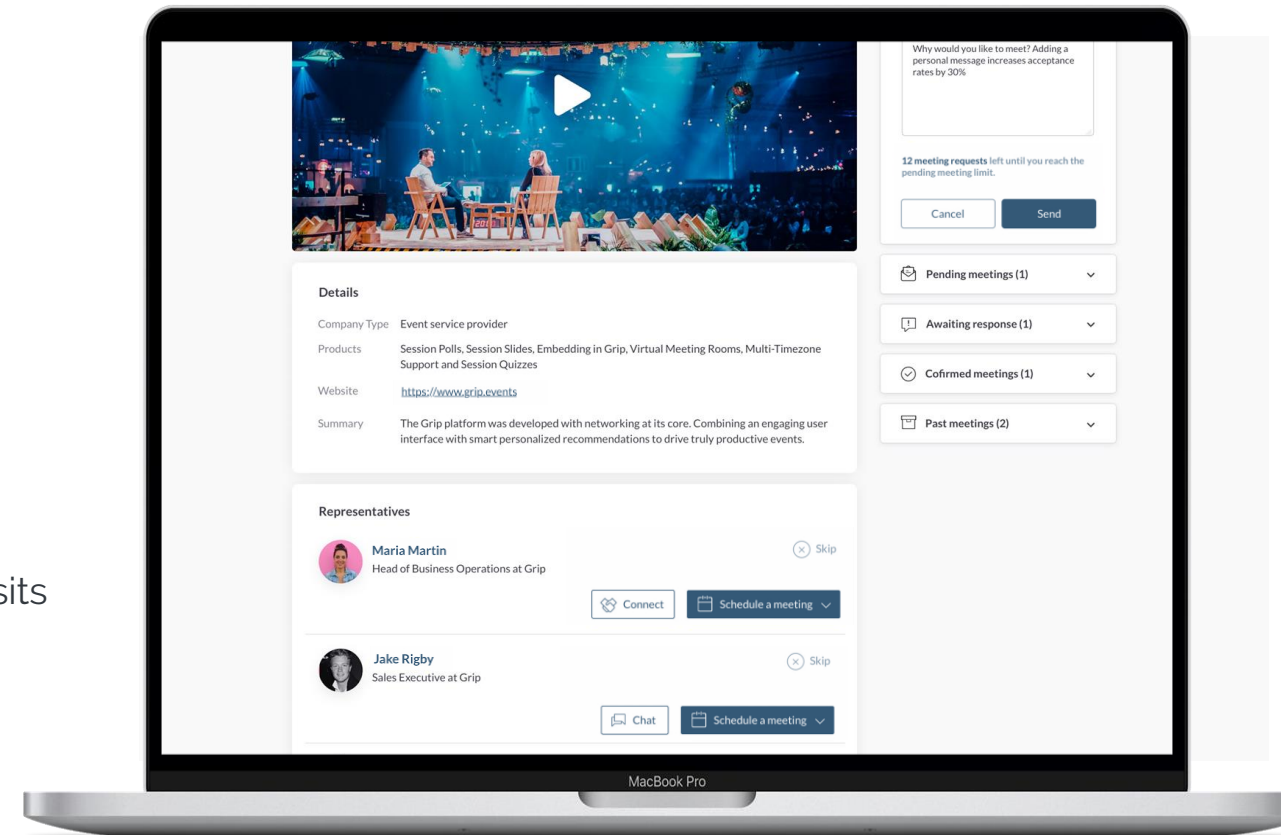 Why would you like to meet? Adding a
personal message increases acceptance
rates by 30%
12 meeting requests left until you reach the
pending meeting limit.
Cancel
Send
Pending meetings (1)
Awaiting response (1)
Cofirmed meetings (1)
Past meetings (2)
Details
Company Type Event service provider
Products Session Polls, Session Slides, Embedding in Grip, Virtual Meeting Rooms, Multi-Timezone
Support and Session Quizzes
Website https://www.grip.events
Summary The Grip platform was developed with networking at its core. Combining an engaging user
interface with smart personalized recommendations to drive truly productive events.
Representatives
Maria Martin
Skip
Head of Business Operations at Grip
Connect
Schedule a meeting
Jake Rigby
Skip
Sales Executive at Grip
Chat
Schedule a meeting
sits
MacBook Pro